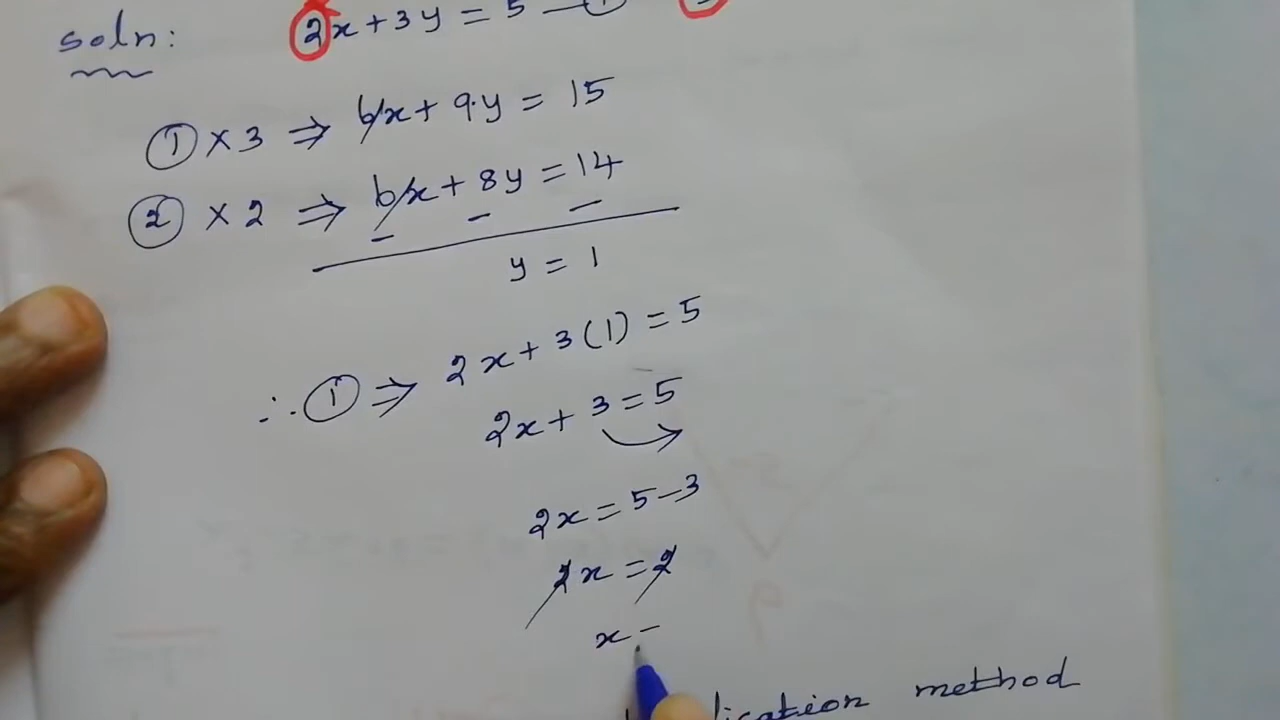 soln: 2x + 3y = 5 — ①
① × 3 ⇒ 6x + 9y = 15
② × 2 ⇒ 6x + 8y = 14
- - -
y = 1
∴ ① ⇒ 2x + 3(1) = 5
2x + 3 = 5
2x = 5 - 3
2x = 2
x -
method